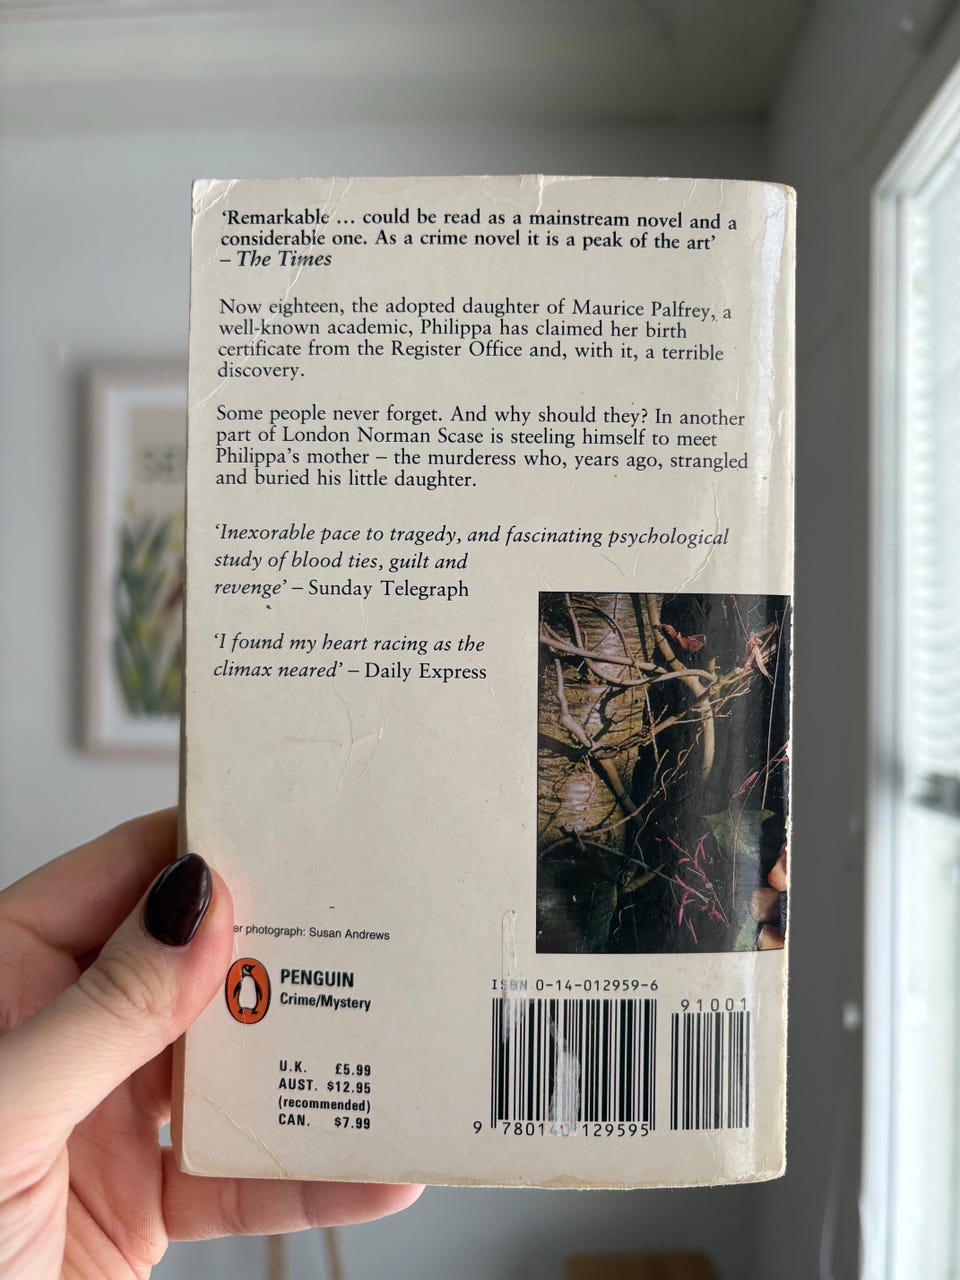 ‘Remarkable ... could be read as a mainstream novel and a
considerable one. As a crime novel it is a peak of the art’
– The Times
Now eighteen, the adopted daughter of Maurice Palfrey, a
well-known academic, Philippa has claimed her birth
certificate from the Register Office and, with it, a terrible
discovery.
Some people never forget. And why should they? In another
part of London Norman Scase is steeling himself to meet
Philippa’s mother – the murderess who, years ago, strangled
and buried his little daughter.
‘Inexorable pace to tragedy, and fascinating psychological
study of blood ties, guilt and
revenge’ – Sunday Telegraph
‘I found my heart racing as the
climax neared’ – Daily Express
photograph: Susan Andrews
PENGUIN
Crime/Mystery
U.K. £5.99
AUST. $12.95
(recommended)
CAN. $7.99
ISBN 0-14-012959-6
91001
9 780140 129595